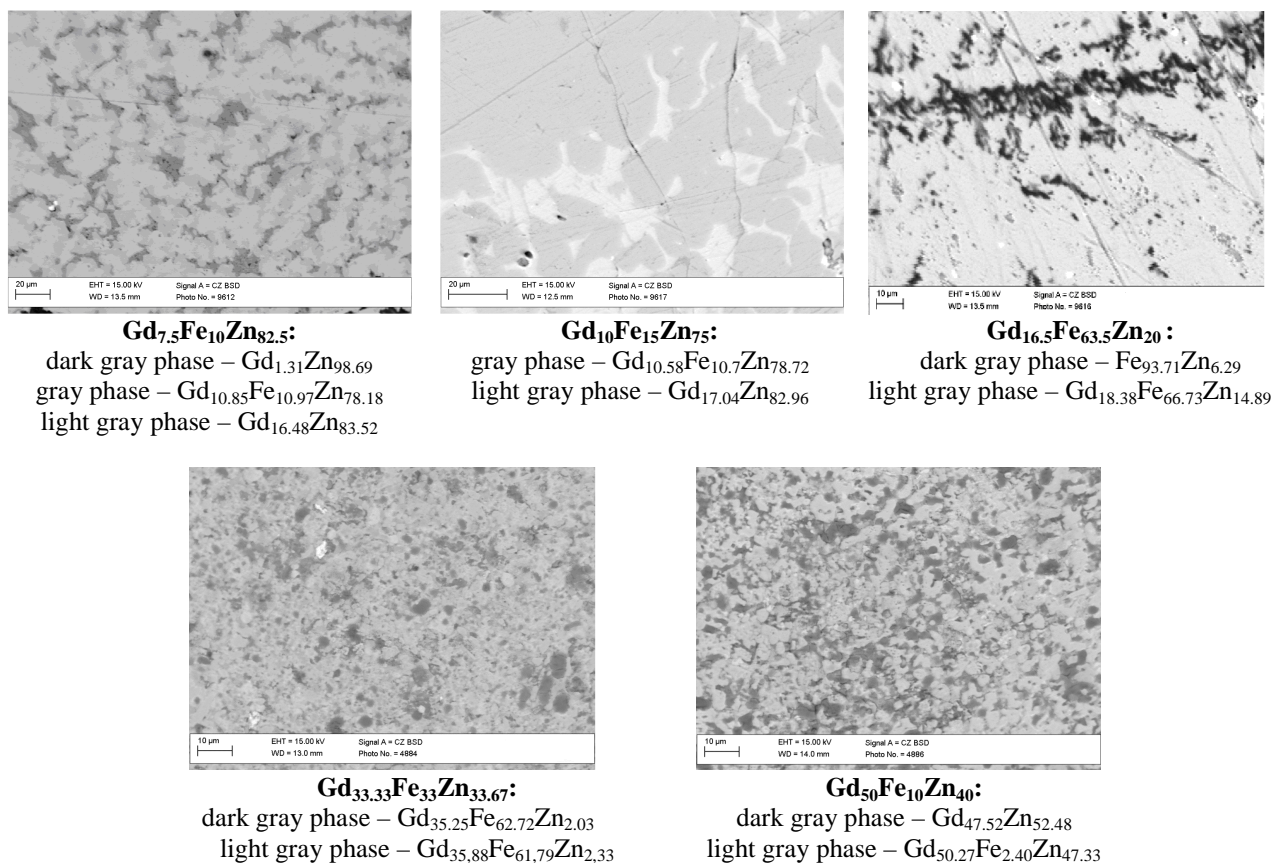 20 µm EHT = 15.00 kV Signal A = CZ BSD
WD = 13.5 mm Photo No. = 9612
20 µm EHT = 15.00 kV Signal A = CZ BSD
WD = 12.5 mm Photo No. = 9617
10 µm EHT = 15.00 kV Signal A = CZ BSD
WD = 13.5 mm Photo No. = 9616
Gd7.5Fe10Zn82.5:
dark gray phase – Gd1.31Zn98.69
gray phase – Gd10.85Fe10.97Zn78.18
light gray phase – Gd16.48Zn83.52
Gd10Fe15Zn75:
gray phase – Gd10.58Fe10.7Zn78.72
light gray phase – Gd17.04Zn82.96
Gd16.5Fe63.5Zn20 :
dark gray phase – Fe93.71Zn6.29
light gray phase – Gd18.38Fe66.73Zn14.89
10 µm EHT = 15.00 kV Signal A = CZ BSD
WD = 13.0 mm Photo No. = 4884
10 µm EHT = 15.00 kV Signal A = CZ BSD
WD = 14.0 mm Photo No. = 4886
Gd33.33Fe33Zn33.67:
dark gray phase – Gd35.25Fe62.72Zn2.03
light gray phase – Gd35,88Fe61,79Zn2,33
Gd50Fe10Zn40:
dark gray phase – Gd47.52Zn52.48
light gray phase – Gd50.27Fe2.40Zn47.33